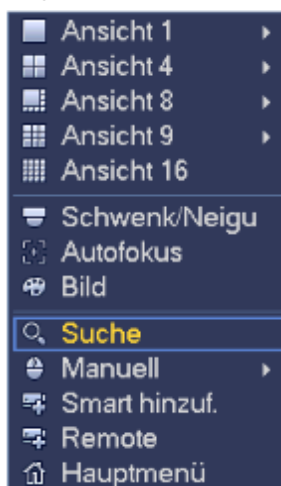 Ansicht 1
Ansicht 4
Ansicht 8
Ansicht 9
Ansicht 16
Schwenk/Neigu
Autofokus
Bild
Suche
Manuell
Smart hinzuf.
Remote
Hauptmenü